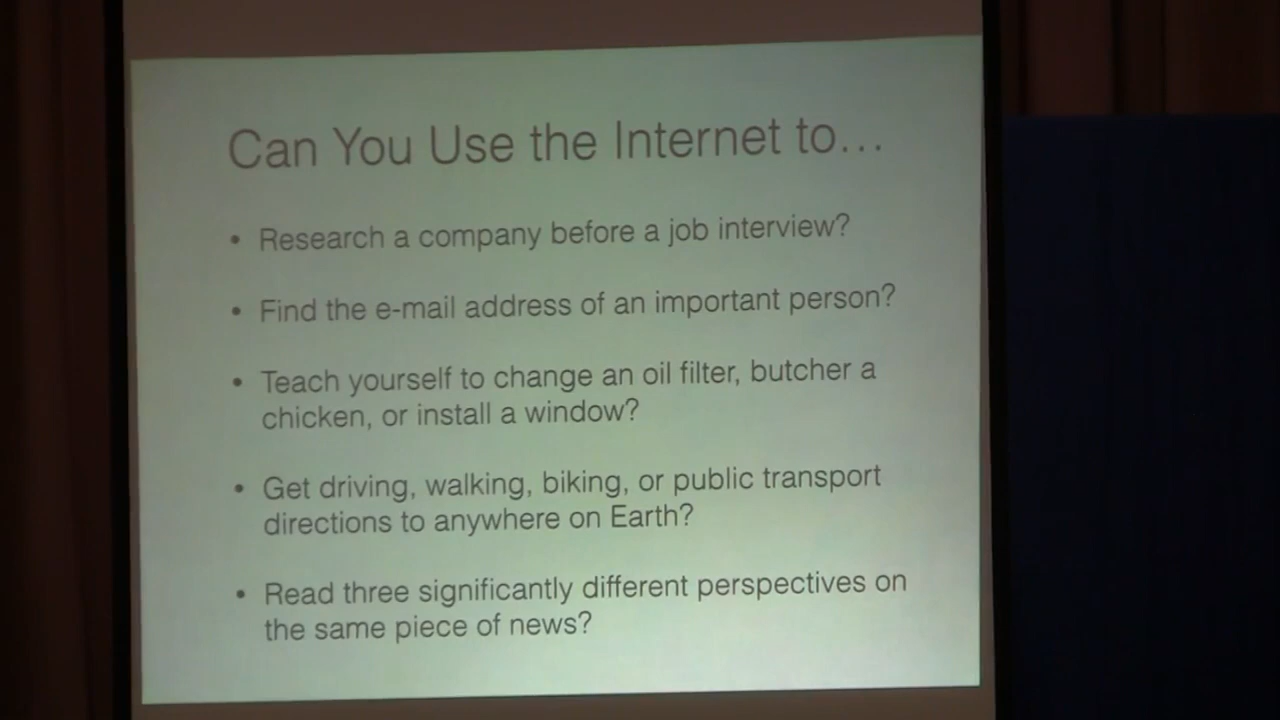 Can You Use the Internet to...
• Research a company before a job interview?
• Find the e-mail address of an important person?
• Teach yourself to change an oil filter, butcher a
chicken, or install a window?
• Get driving, walking, biking, or public transport
directions to anywhere on Earth?
• Read three significantly different perspectives on
the same piece of news?